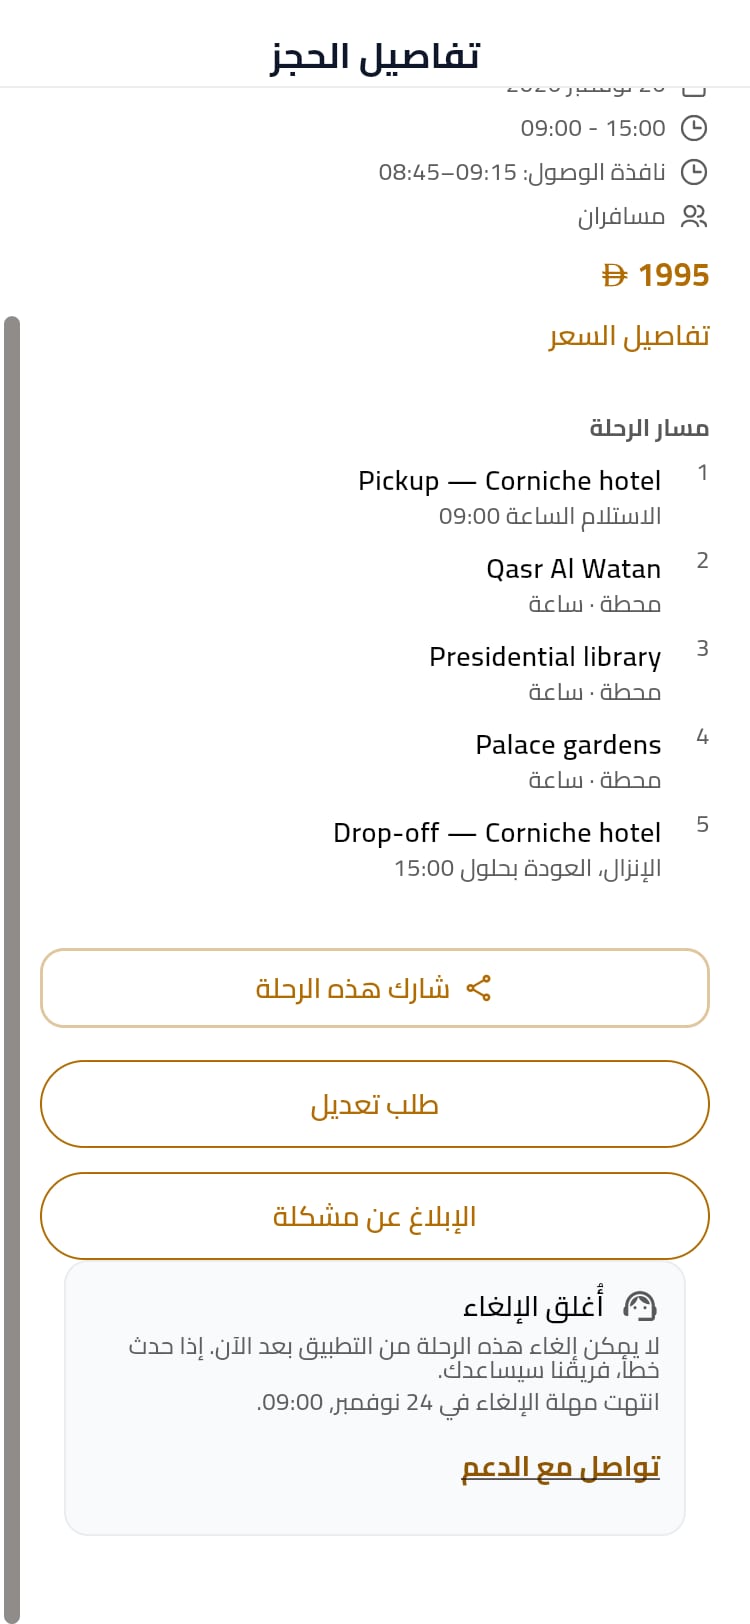 تفاصيل الحجز
09:00 - 15:00
نافذة الوصول: 08:45–09:15
مسافران
1995
تفاصيل السعر
مسار الرحلة
1
Pickup — Corniche hotel
الاستلام الساعة 09:00
2
Qasr Al Watan
محطة · ساعة
3
Presidential library
محطة · ساعة
4
Palace gardens
محطة · ساعة
5
Drop-off — Corniche hotel
الإنزال، العودة بحلول 15:00
شارك هذه الرحلة
طلب تعديل
الإبلاغ عن مشكلة
أُغلق الإلغاء
لا يمكن إلغاء هذه الرحلة من التطبيق بعد الآن. إذا حدث
خطأ، فريقنا سيساعدك.
انتهت مهلة الإلغاء في 24 نوفمبر, 09:00.
تواصل مع الدعم